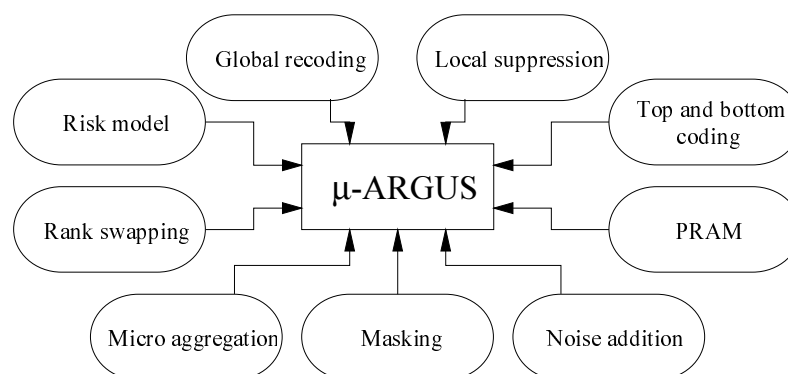 Global recoding
Local suppression
Risk model
Top and bottom
coding
μ-ARGUS
Rank swapping
PRAM
Micro aggregation
Masking
Noise addition